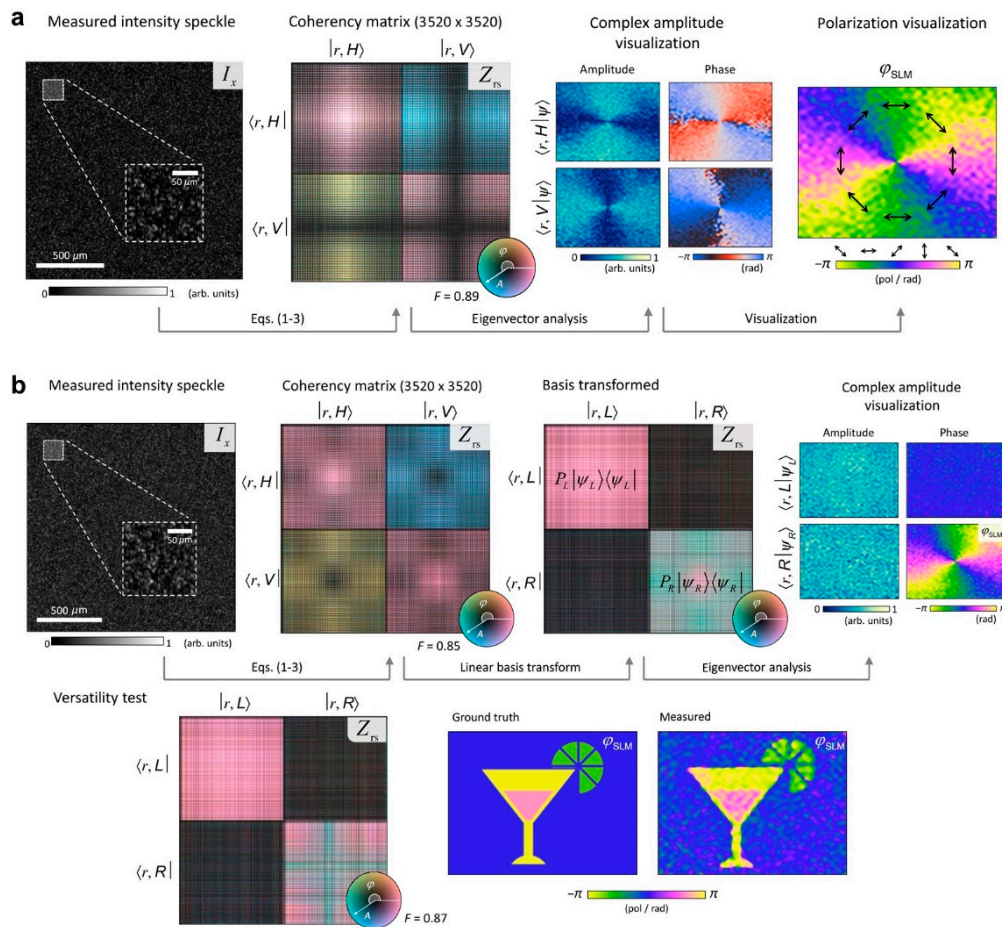 a
Measured intensity speckle
Coherency matrix (3520 x 3520)
Complex amplitude
visualization
Polarization visualization
|r, H⟩
|r, V⟩
I_x
Z_rs
Amplitude
Phase
φ_SLM
⟨r, H|
⟨r, V|
⟨r, H|ψ⟩
⟨r, V|ψ⟩
50 μm
500 μm
0 1 (arb. units)
φ
A
F = 0.89
0 1
(arb. units)
−π π
(rad)
−π π
(pol / rad)
Eqs. (1-3)
Eigenvector analysis
Visualization
b
Measured intensity speckle
Coherency matrix (3520 x 3520)
Basis transformed
Complex amplitude
visualization
|r, H⟩
|r, V⟩
|r, L⟩
|r, R⟩
I_x
Z_rs
Z_rs
Amplitude
Phase
⟨r, H|
⟨r, V|
⟨r, L|
⟨r, R|
P_L|ψ_L⟩⟨ψ_L|
P_R|ψ_R⟩⟨ψ_R|
⟨r, L|ψ_L⟩
⟨r, R|ψ_R⟩
φ_SLM
50 μm
500 μm
0 1 (arb. units)
φ
A
F = 0.85
φ
A
0 1
(arb. units)
−π π
(rad)
Eqs. (1-3)
Linear basis transform
Eigenvector analysis
Versatility test
|r, L⟩
|r, R⟩
Z_rs
⟨r, L|
⟨r, R|
φ
A
F = 0.87
Ground truth
Measured
φ_SLM
φ_SLM
−π π
(pol / rad)